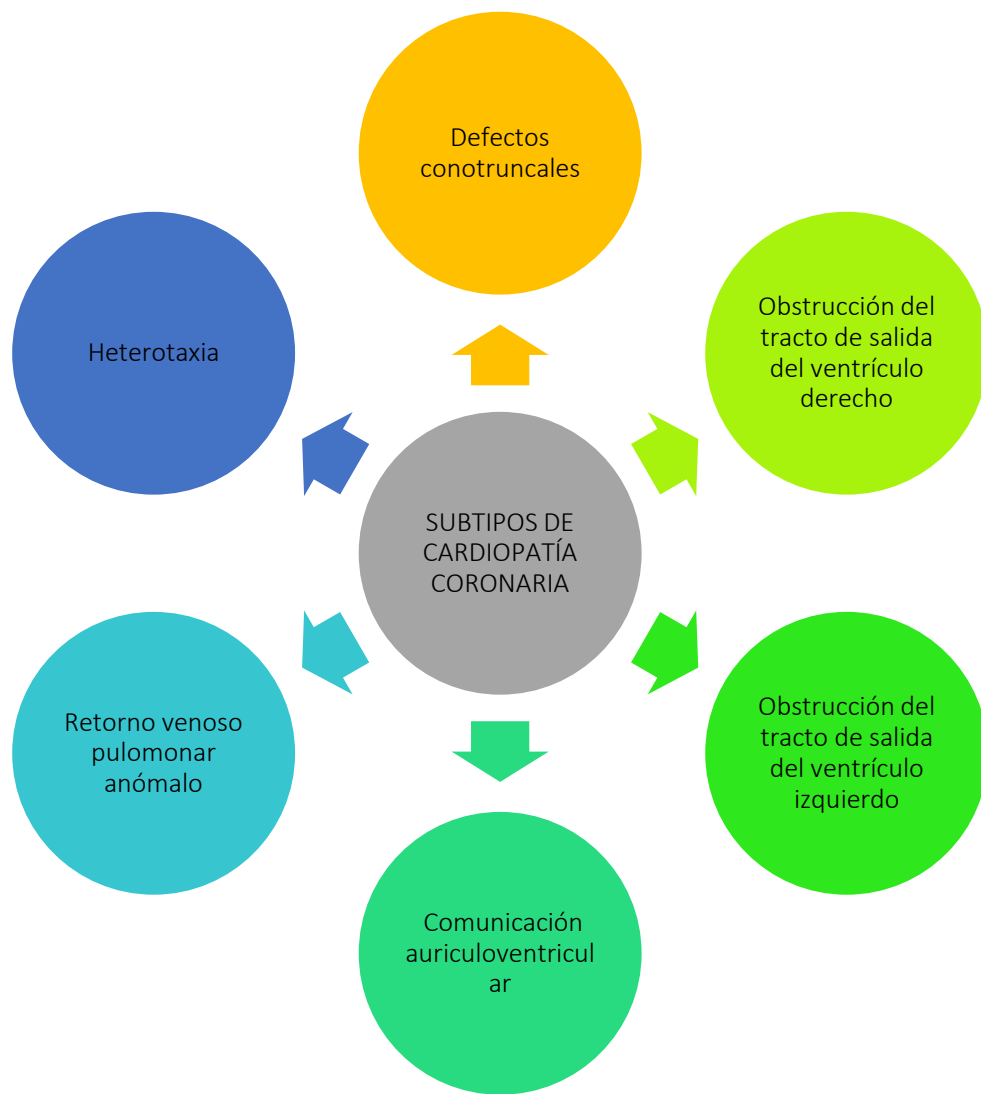 Defectos
conotruncales
Obstrucción del
tracto de salida
del ventrículo
derecho
Heterotaxia
SUBTIPOS DE
CARDIOPATÍA
CORONARIA
Obstrucción del
tracto de salida
del ventrículo
izquierdo
Retorno venoso
pulomonar
anómalo
Comunicación
auriculoventricul
ar